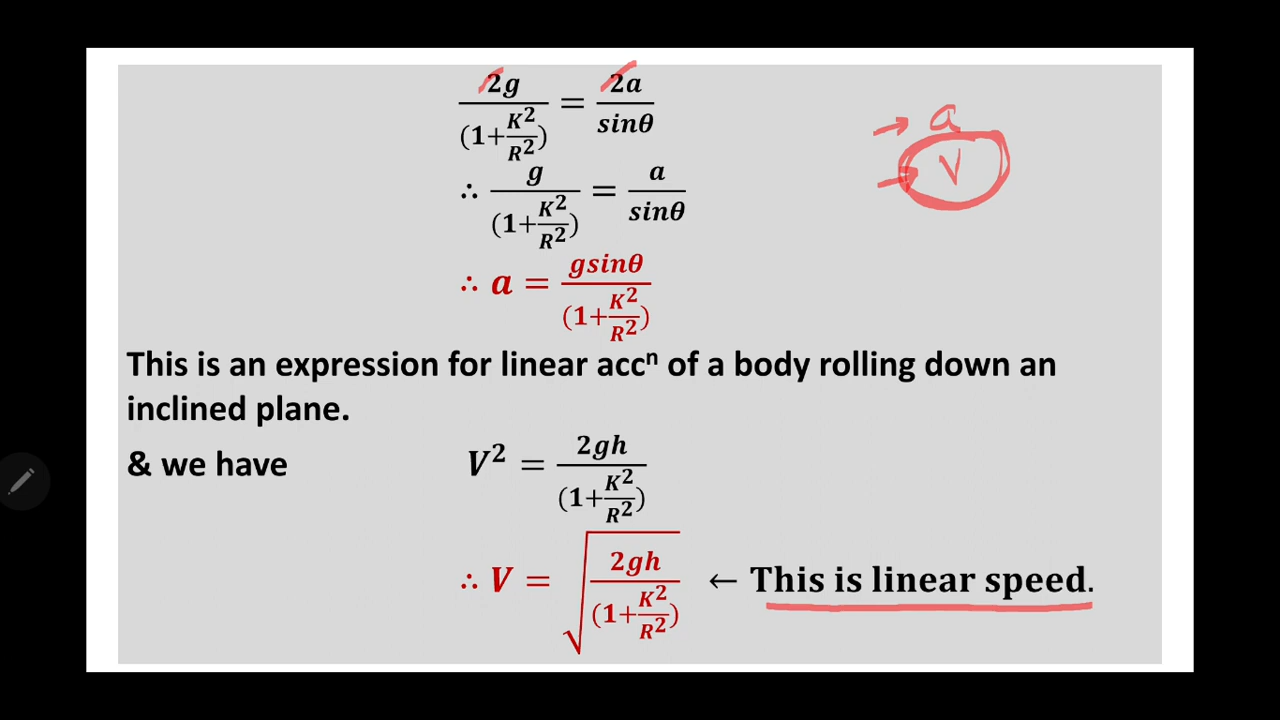 2g/(1+K²/R²) = 2a/sinθ
a
V
∴ g/(1+K²/R²) = a/sinθ
∴ a = gsinθ/(1+K²/R²)
This is an expression for linear accⁿ of a body rolling down an
inclined plane.
& we have V² = 2gh/(1+K²/R²)
∴ V = √(2gh/(1+K²/R²)) ← This is linear speed.